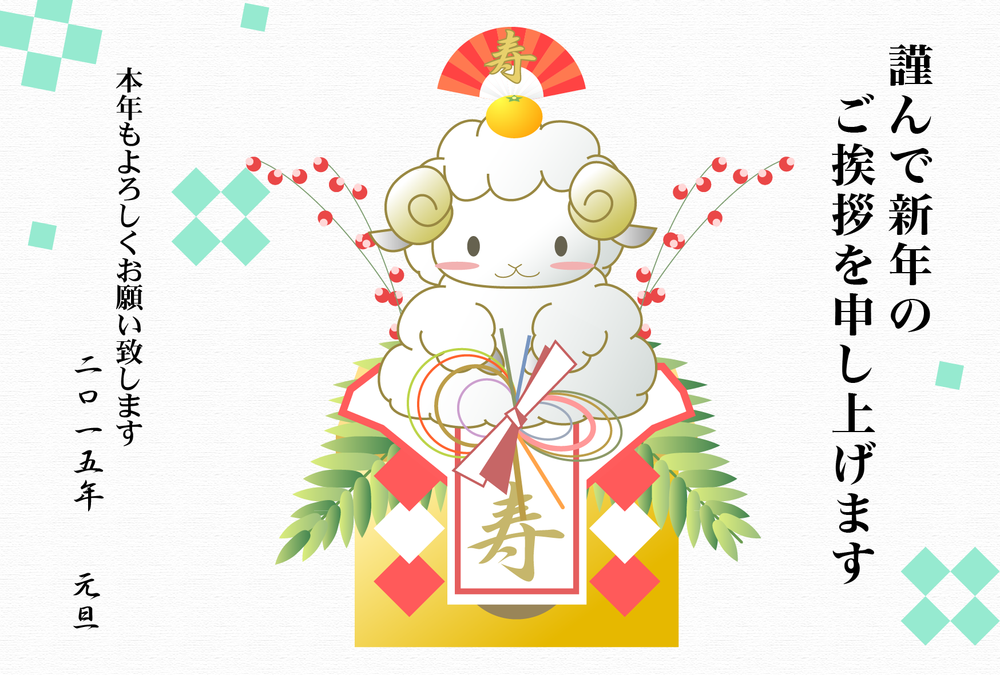 謹んで新年の
ご挨拶を申し上げます
寿
寿
本年もよろしくお願い致します
二〇一五年 元旦